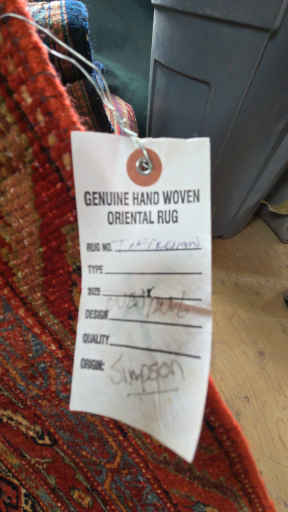 GENUINE HAND WOVEN
ORIENTAL RUG
RUG NO.
TYPE
SIZE
DESIGN
QUALITY
ORIGIN: Simpson